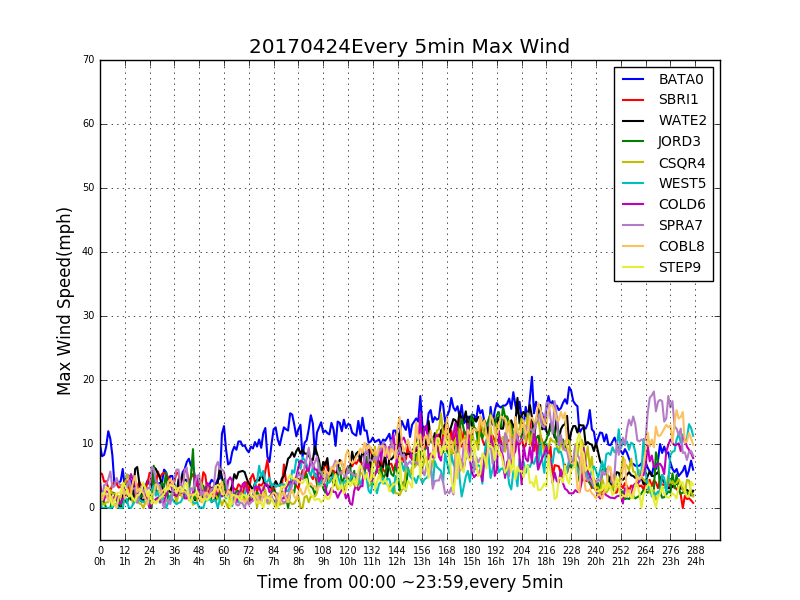 20170424Every 5min Max Wind
70
60
50
40
30
20
10
0
Max Wind Speed(mph)
BATA0
SBRI1
WATE2
JORD3
CSQR4
WEST5
COLD6
SPRA7
COBL8
STEP9
0 12 24 36 48 60 72 84 96 108 120 132 144 156 168 180 192 204 216 228 240 252 264 276 288
0h 1h 2h 3h 4h 5h 6h 7h 8h 9h 10h 11h 12h 13h 14h 15h 16h 17h 18h 19h 20h 21h 22h 23h 24h
Time from 00:00 ~23:59,every 5min